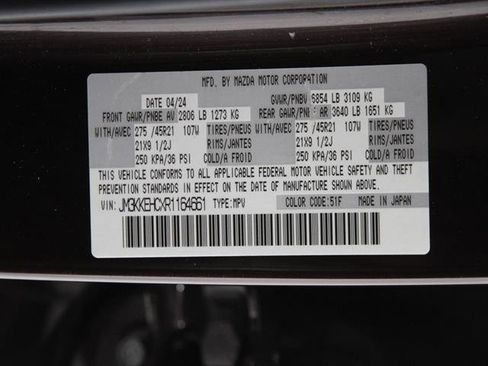 MFD. BY MAZDA MOTOR CORPORATION
DATE 04/24 GVWR/PNBV 6854 LB 3109 KG
FRONT GAWR/PNBE AV 2806 LB 1273 KG REAR GAWR/PNBE AR 3640 LB 1651 KG
WITH/AVEC 275 /45R21 107W TIRES/PNEUS WITH/AVEC 275 /45R21 107W TIRES/PNEUS
21X9 1/2J RIMS/JANTES 21X9 1/2J RIMS/JANTES
250 KPA/36 PSI COLD/A FROID 250 KPA/36 PSI COLD/A FROID
THIS VEHICLE CONFORMS TO ALL APPLICABLE FEDERAL MOTOR VEHICLE SAFETY AND THEFT
PREVENTION STANDARDS IN EFFECT ON THE DATE OF MANUFACTURE SHOWN ABOVE.
VIN: JM3KKEHCXR1164661 TYPE:MPV COLOR CODE:51F MADE IN JAPAN